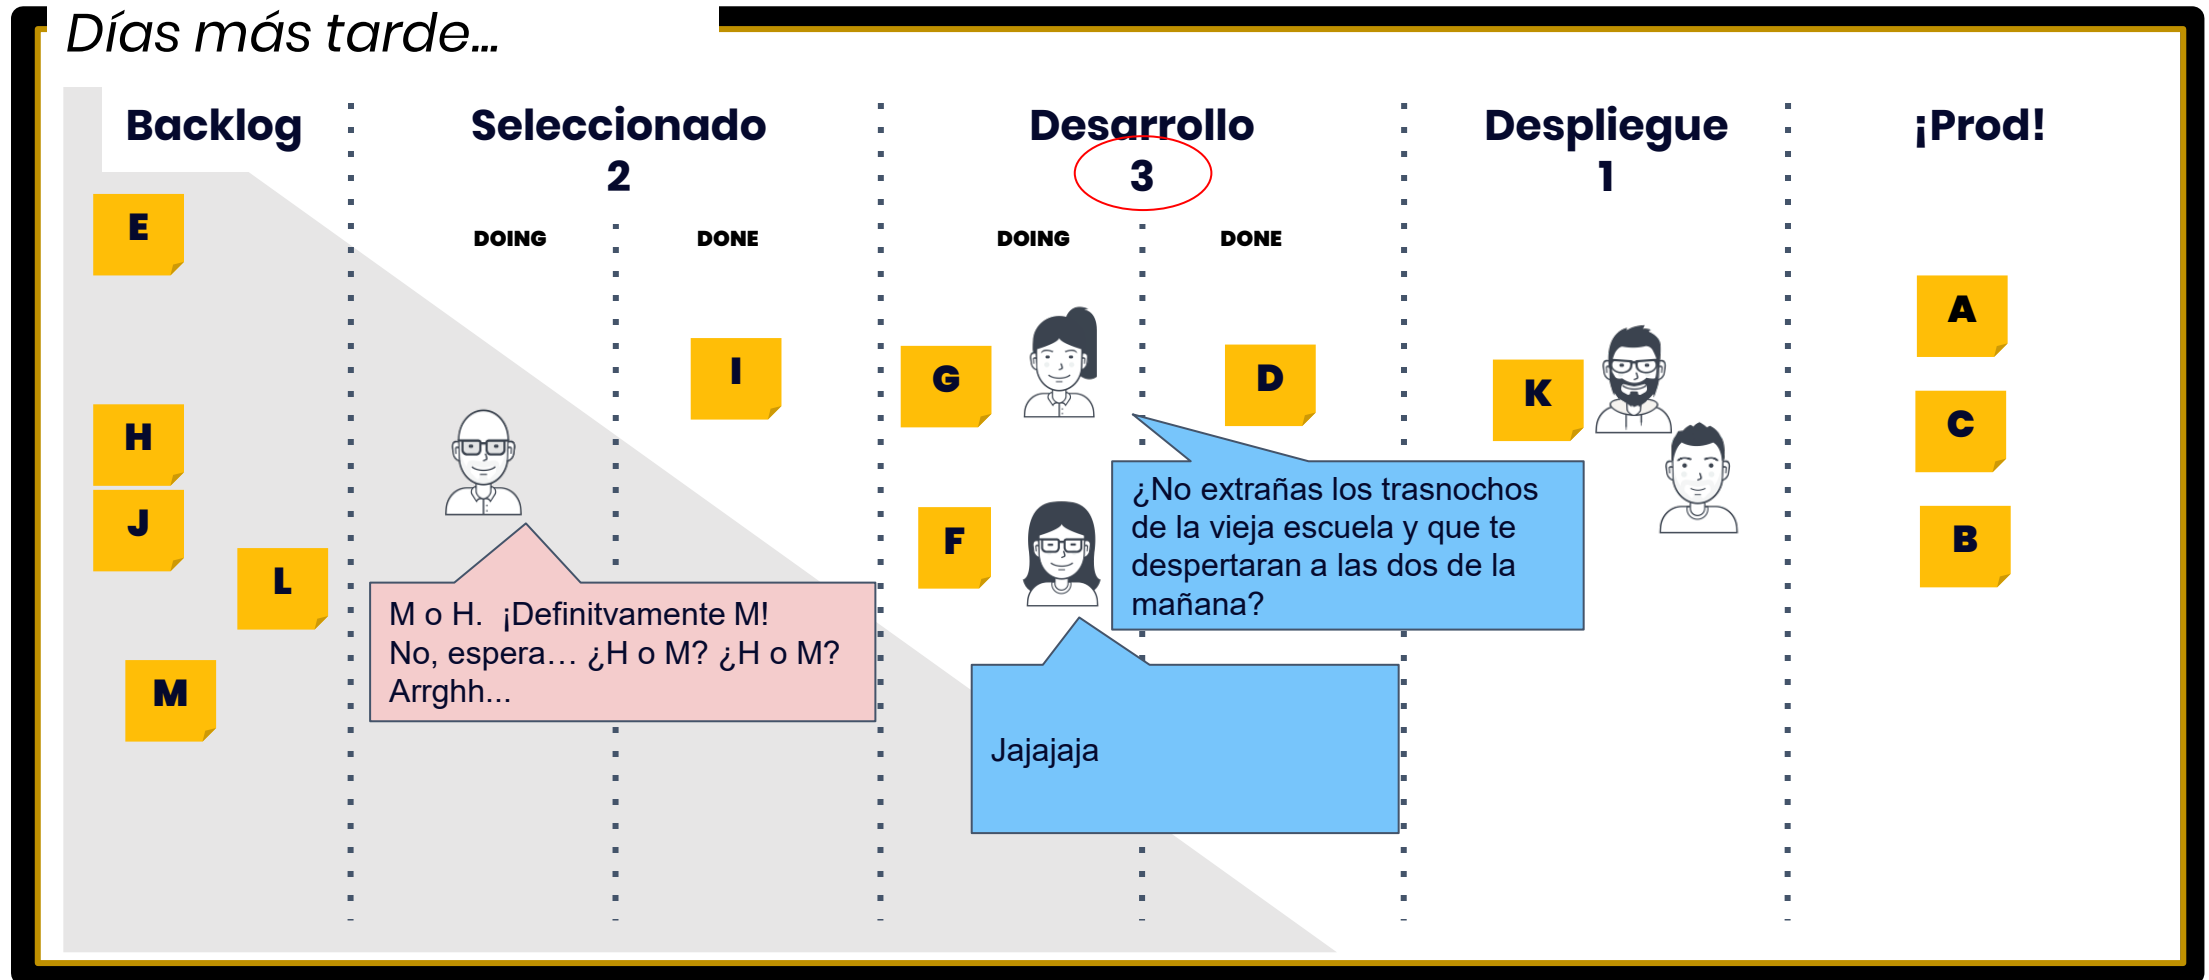 Días más tarde...
Backlog
Seleccionado
2
Desarrollo
3
Despliegue
1
¡Prod!
DOING
DONE
DOING
DONE
E
H
J
L
M
I
G
F
D
K
A
C
B
M o H.  ¡Definitvamente M!
No, espera… ¿H o M? ¿H o M?
Arrghh...
¿No extrañas los trasnochos
de la vieja escuela y que te
despertaran a las dos de la
mañana?
Jajajaja